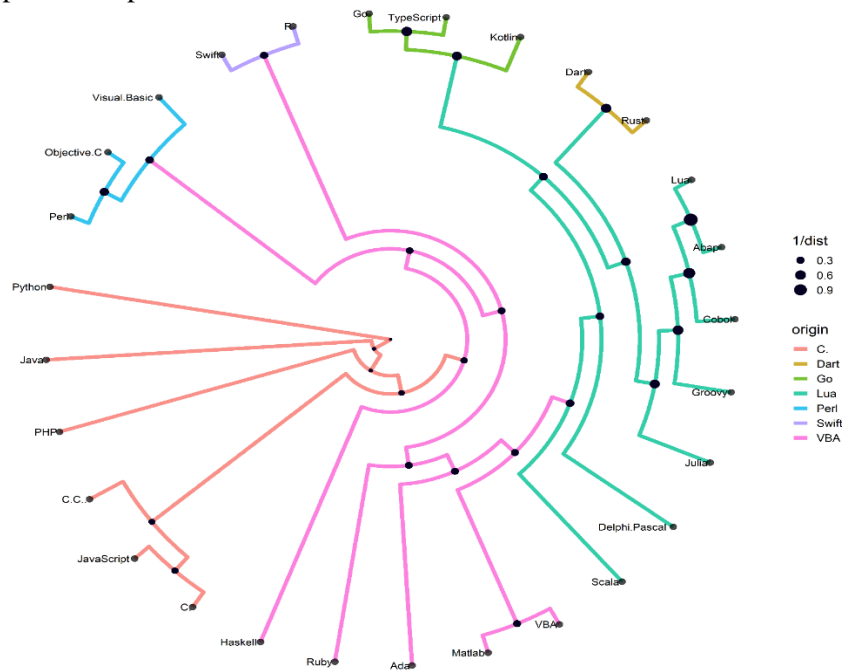 R
Swift
Go
TypeScript
Kotlin
Dart
Rust
Visual.Basic
Objective.C
Perl
Lua
Abap
Cobol
Groovy
Julia
Delphi.Pascal
Scala
VBA
Matlab
Ada
Ruby
Haskell
C.
JavaScript
C.C..
PHP
Java
Python
1/dist
0.3
0.6
0.9
origin
C.
Dart
Go
Lua
Perl
Swift
VBA